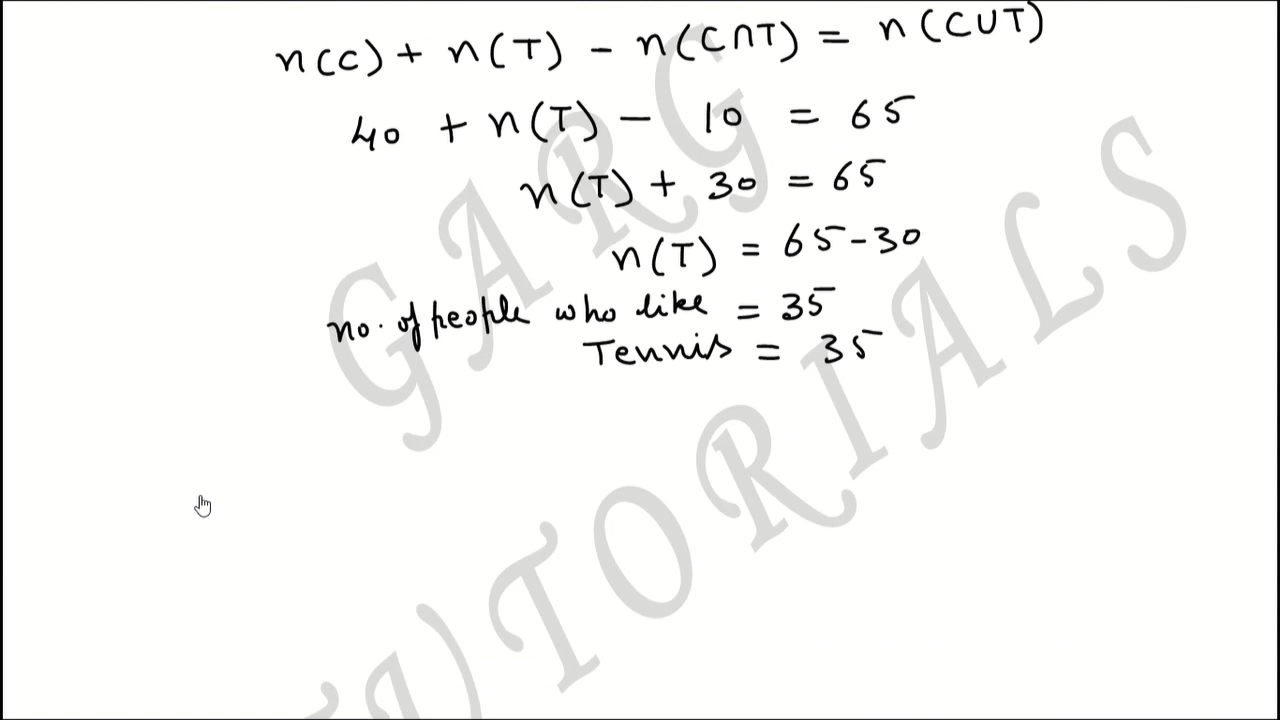 n(C) + n(T) - n(C∩T) = n(C∪T)
40 + n(T) - 10 = 65
n(T) + 30 = 65
n(T) = 65-30
no. of people who like = 35
Tennis = 35
GARG
TUTORIALS